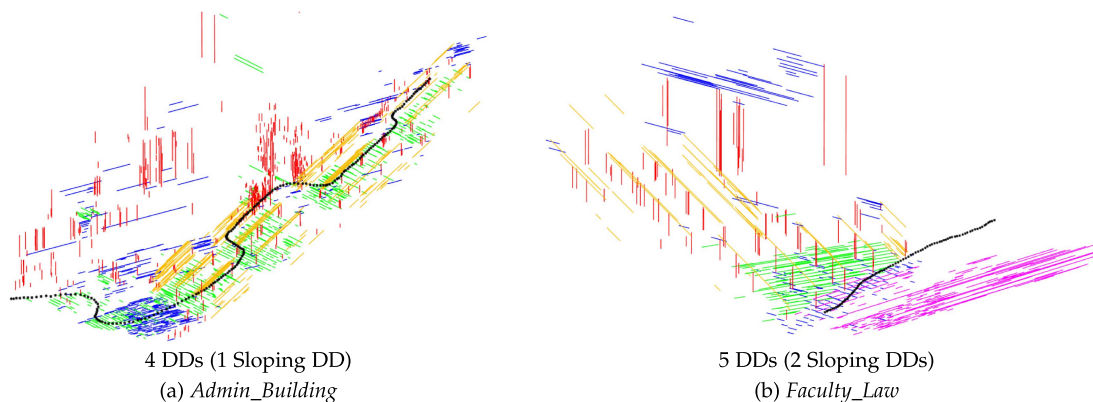 4 DDs (1 Sloping DD)
(a) Admin_Building
5 DDs (2 Sloping DDs)
(b) Faculty_Law